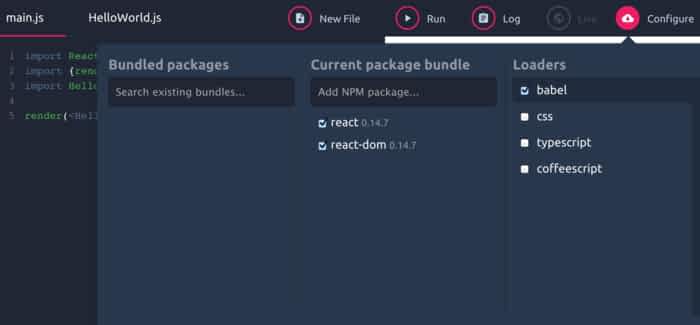 main.js HelloWorld.js New File Run Log Live Configure
Bundled packages Current package bundle Loaders
Search existing bundles... Add NPM package... babel
react 0.14.7 css
react-dom 0.14.7 typescript
coffeescript
1 import React
2 import {rend
3 import Hello
4
5 render(<Hell